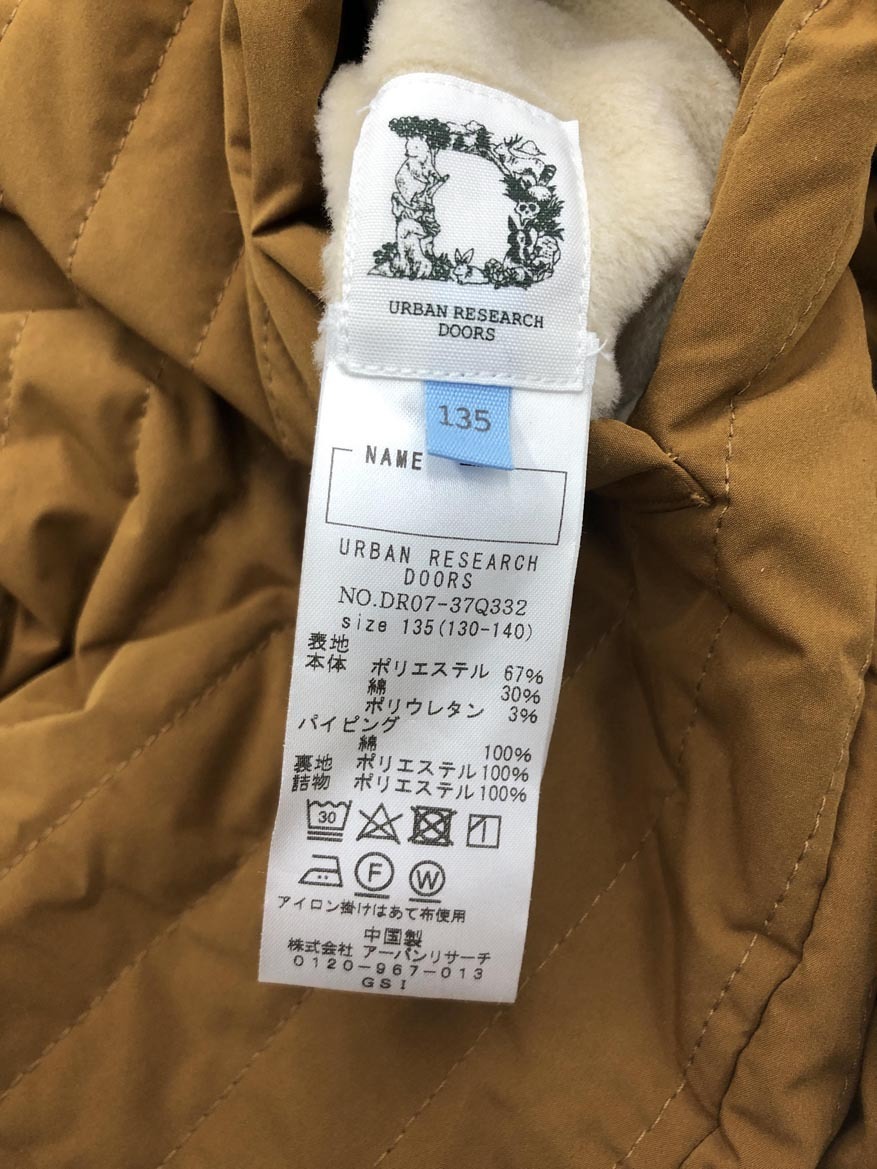 URBAN RESEARCH
DOORS
135
NAME
URBAN RESEARCH
DOORS
NO.DR07-37Q332
size 135(130-140)
表地
本体 ポリエステル 67%
綿 30%
ポリウレタン 3%
パイピング
綿 100%
裏地 ポリエステル100%
詰物 ポリエステル100%
30
F W
アイロン掛けはあて布使用
中国製
株式会社 アーバンリサーチ
0120-967-013
GSI